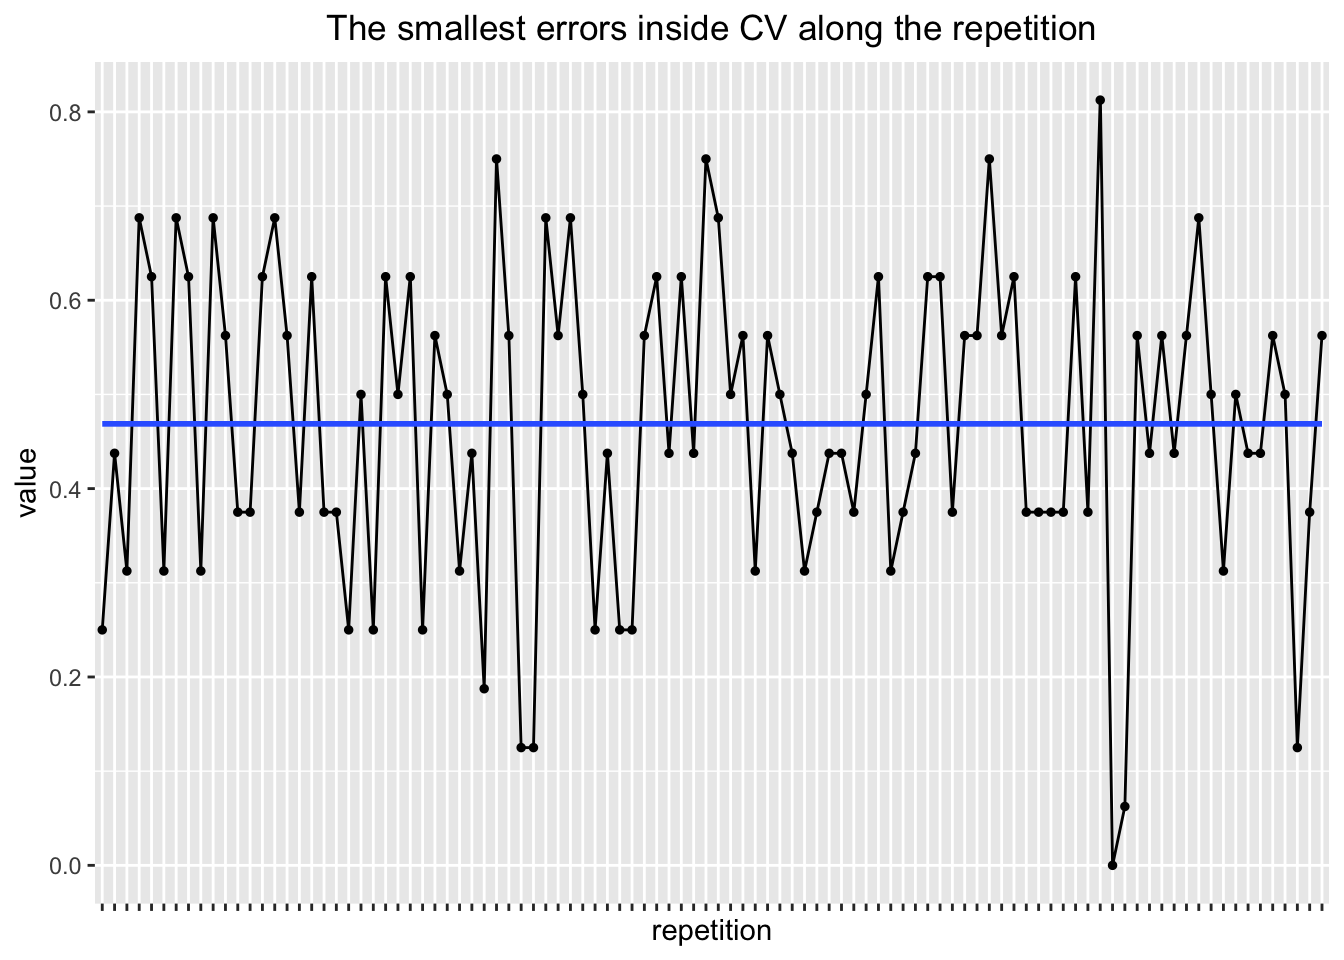 The smallest errors inside CV along the repetition
0.8
0.6
0.4
0.2
0.0
value
repetition